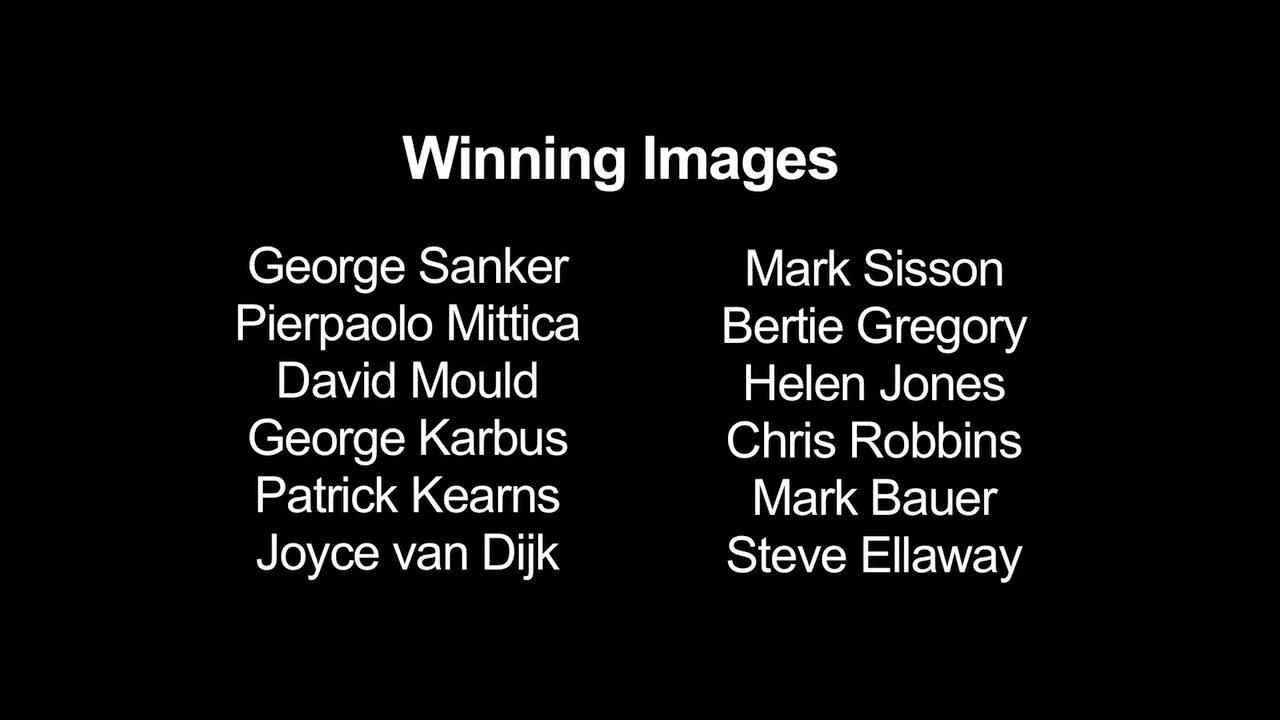 Winning Images
George Sanker
Pierpaolo Mittica
David Mould
George Karbus
Patrick Kearns
Joyce van Dijk
Mark Sisson
Bertie Gregory
Helen Jones
Chris Robbins
Mark Bauer
Steve Ellaway